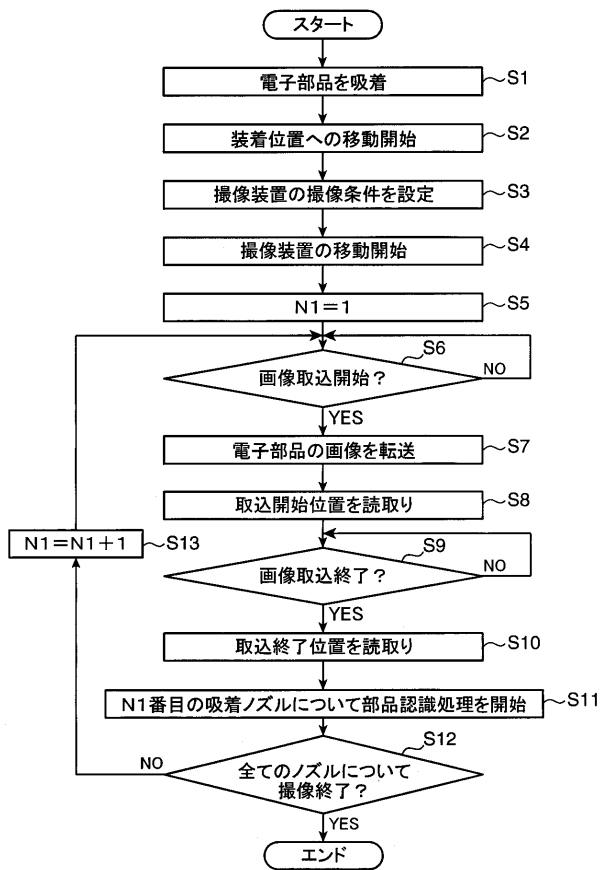 スタート
電子部品を吸着
S1
装着位置への移動開始
S2
撮像装置の撮像条件を設定
S3
撮像装置の移動開始
S4
N1=1
S5
S6
画像取込開始?
NO
YES
電子部品の画像を転送
S7
取込開始位置を読取り
S8
N1=N1+1
S13
S9
画像取込終了?
NO
YES
取込終了位置を読取り
S10
N1番目の吸着ノズルについて部品認識処理を開始
S11
S12
NO
全てのノズルについて
撮像終了?
YES
エンド